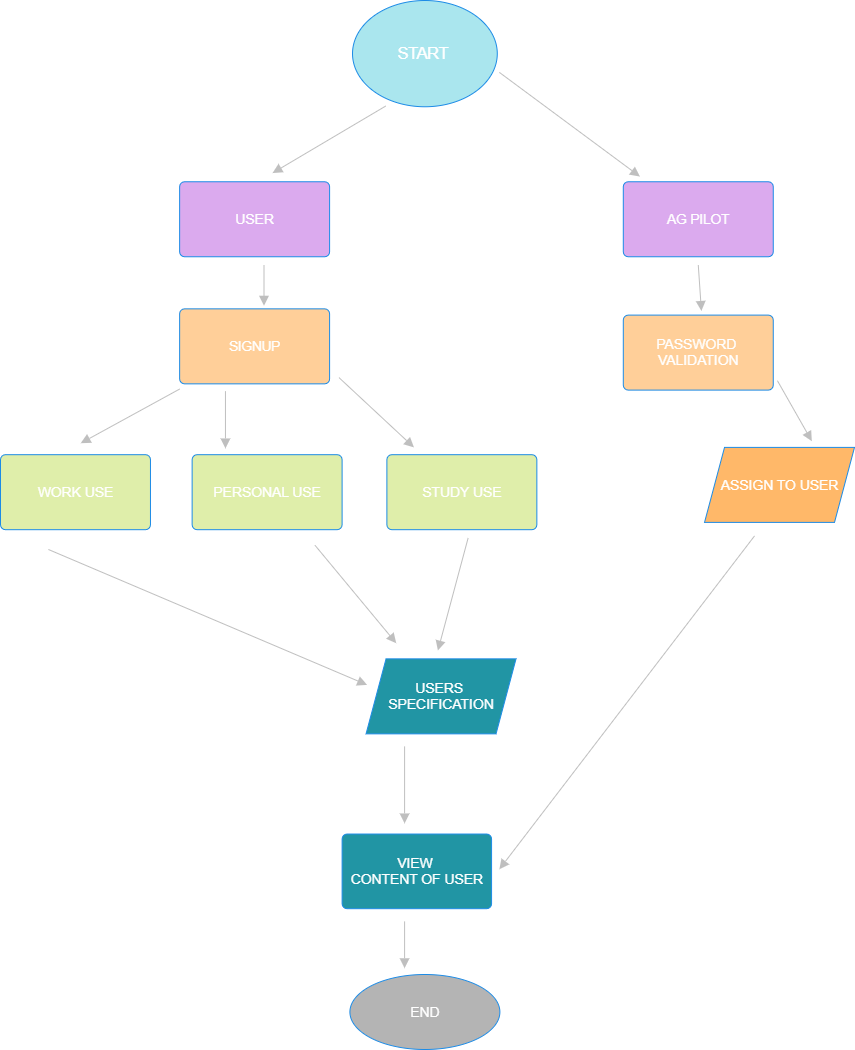 START
USER
AG PILOT
SIGNUP
PASSWORD
VALIDATION
WORK USE
PERSONAL USE
STUDY USE
ASSIGN TO USER
USERS
SPECIFICATION
VIEW
CONTENT OF USER
END